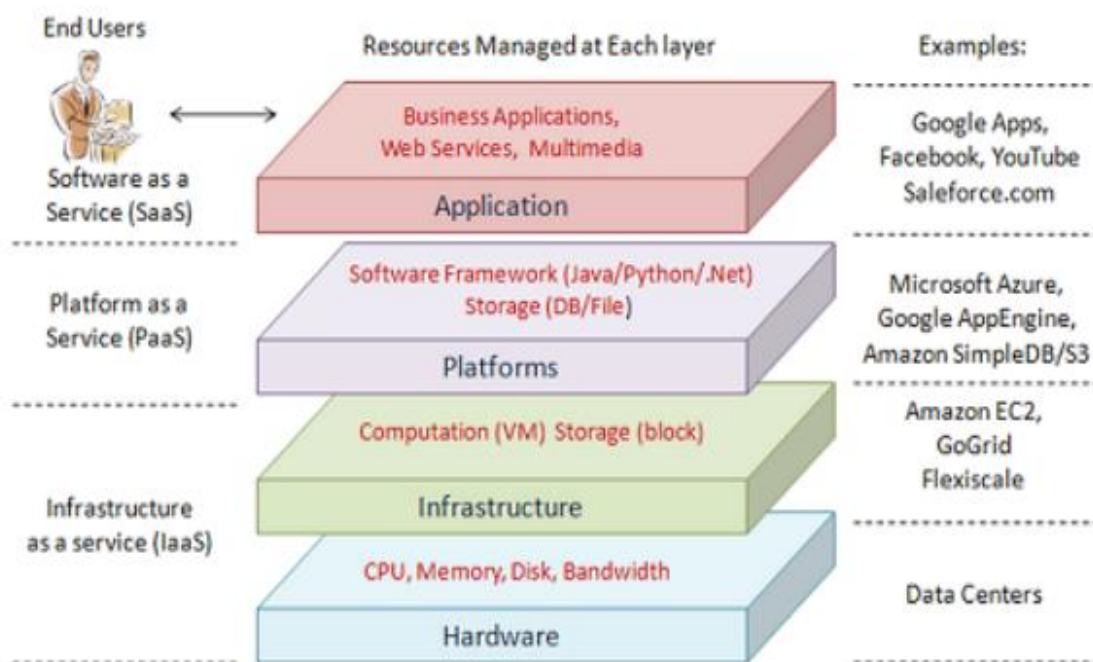 End Users
Resources Managed at Each layer
Examples:
Business Applications,
Web Services, Multimedia
Application
Software as a
Service (SaaS)
Google Apps,
Facebook, YouTube
Saleforce.com
Software Framework (Java/Python/.Net)
Storage (DB/File)
Platforms
Platform as a
Service (PaaS)
Microsoft Azure,
Google AppEngine,
Amazon SimpleDB/S3
Computation (VM) Storage (block)
Infrastructure
Amazon EC2,
GoGrid
Flexiscale
Infrastructure
as a service (IaaS)
CPU, Memory, Disk, Bandwidth
Hardware
Data Centers